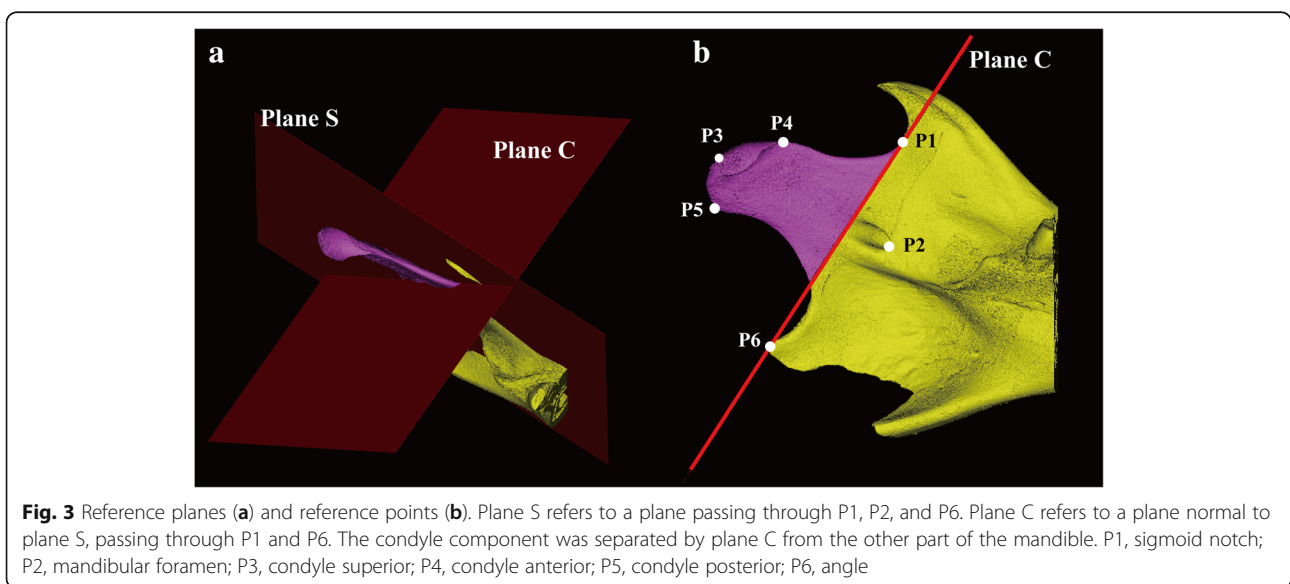 a
b
Plane S
Plane C
Plane C
P3
P4
P1
P5
P2
P6
Fig. 3 Reference planes (a) and reference points (b). Plane S refers to a plane passing through P1, P2, and P6. Plane C refers to a plane normal to
plane S, passing through P1 and P6. The condyle component was separated by plane C from the other part of the mandible. P1, sigmoid notch;
P2, mandibular foramen; P3, condyle superior; P4, condyle anterior; P5, condyle posterior; P6, angle